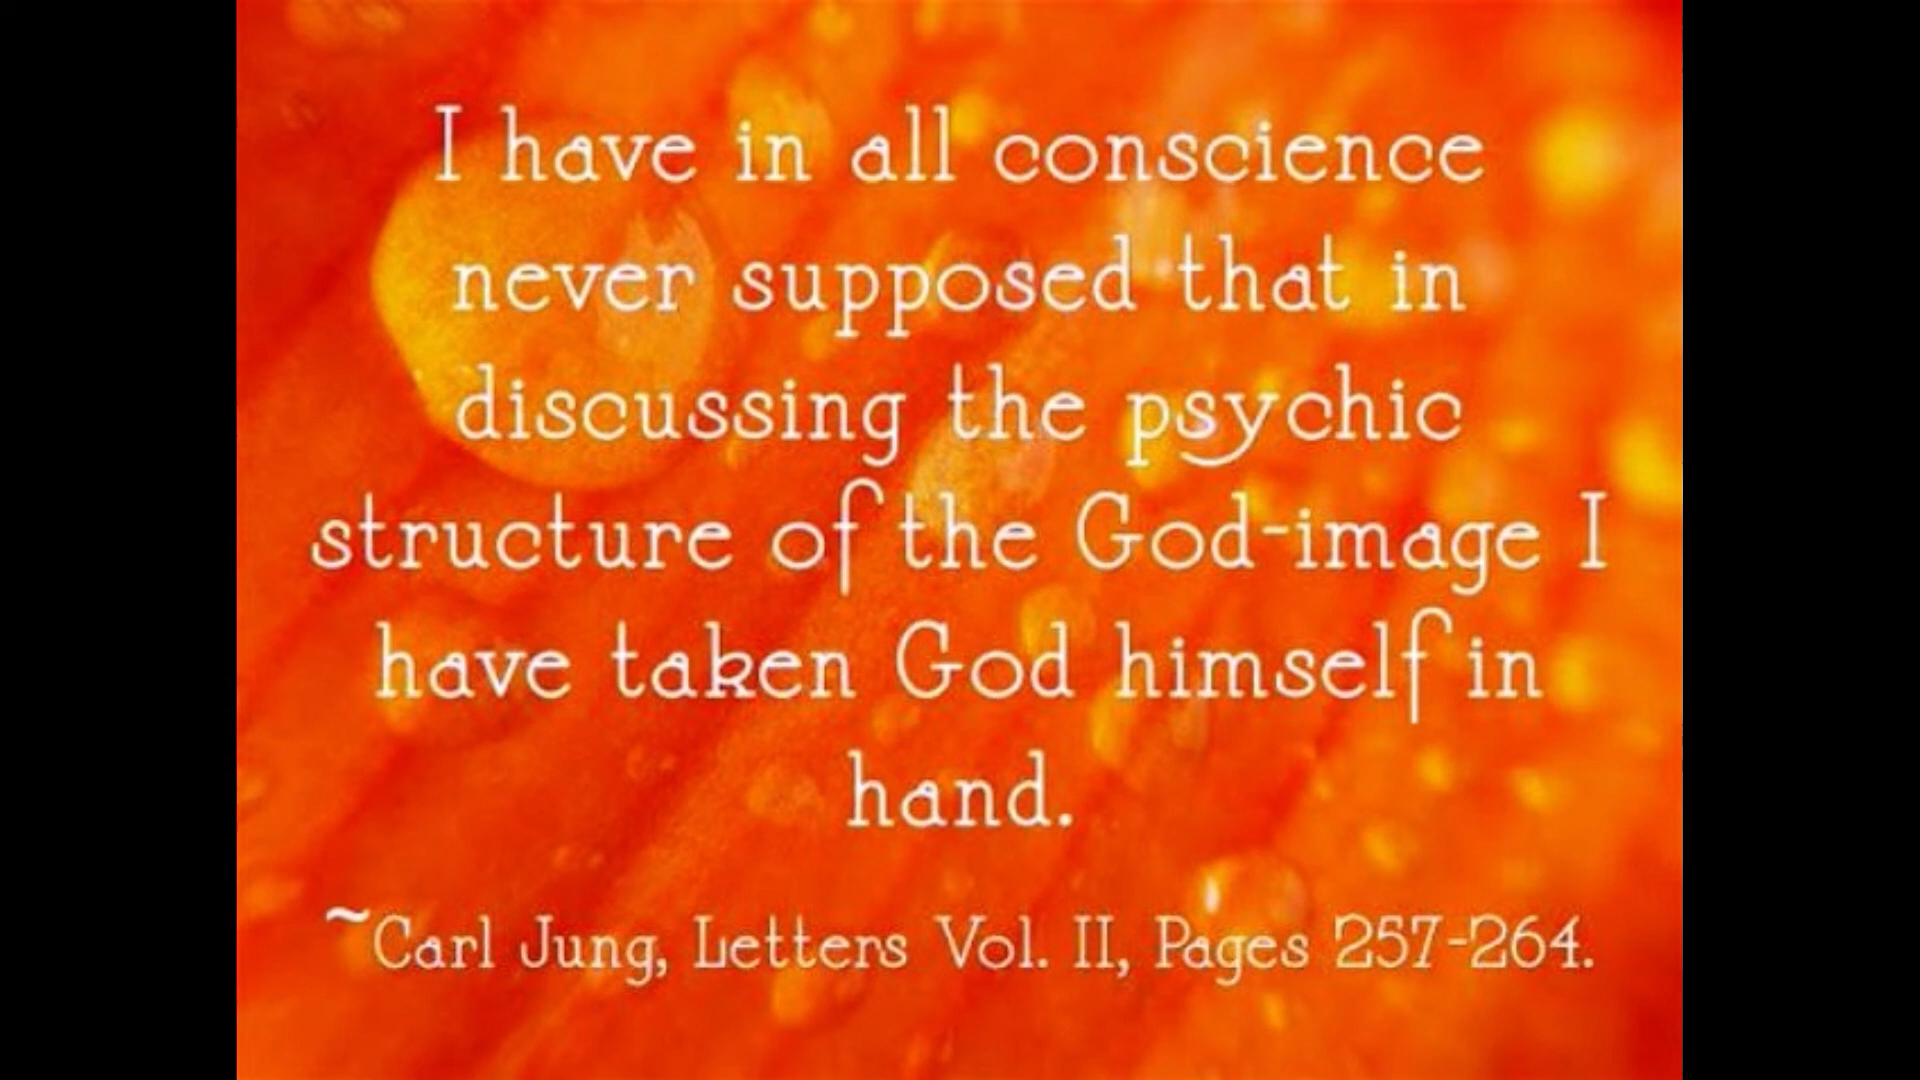 I have in all conscience
never supposed that in
discussing the psychic
structure of the God-image I
have taken God himself in
hand.
~Carl Jung, Letters Vol. II, Pages 257-264.